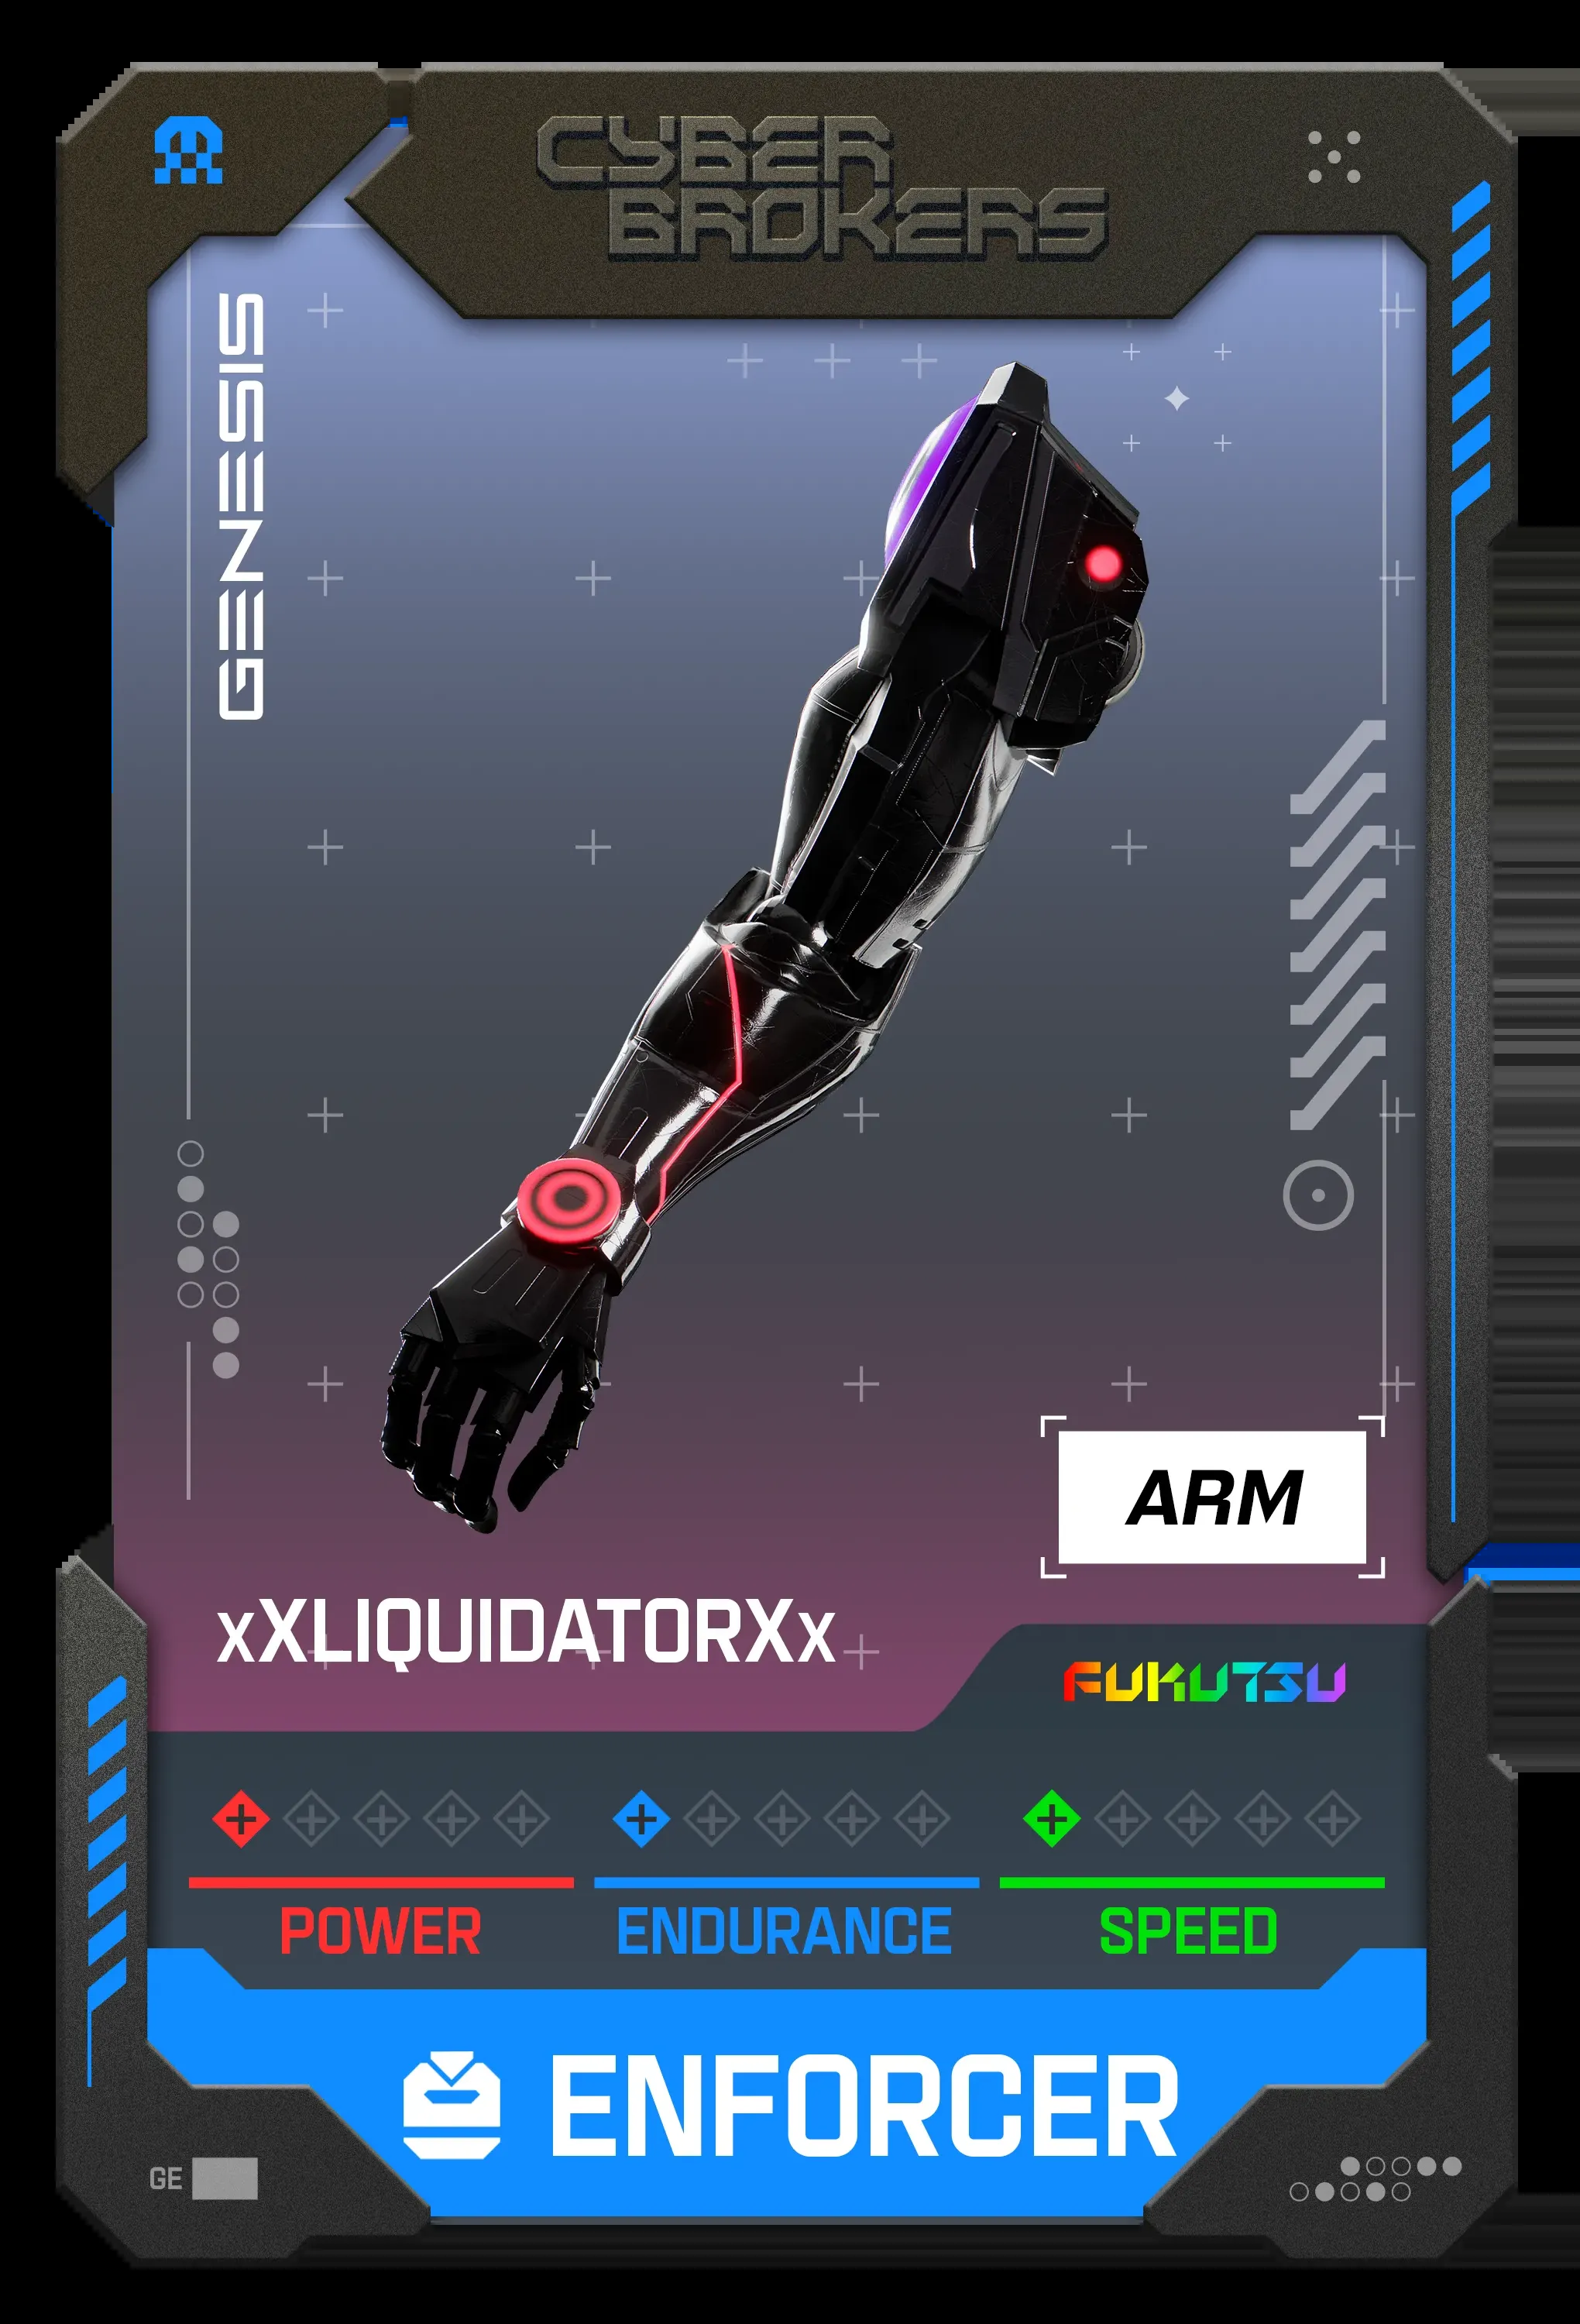 CYBER
BROKERS
GENESIS
ARM
xXLIQUIDATORXx
FUKUTSU
POWER
ENDURANCE
SPEED
ENFORCER
GE